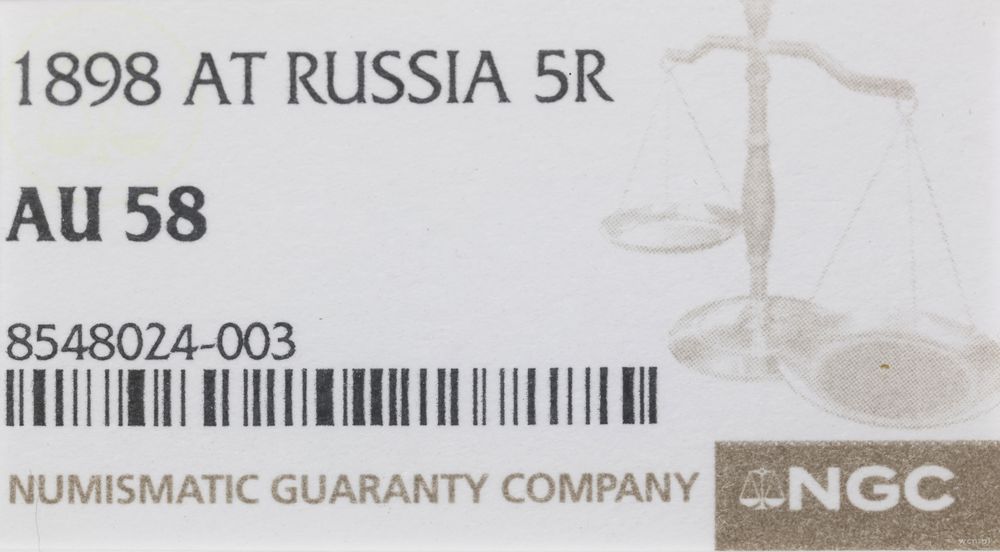 1898 AT RUSSIA 5R
AU 58
8548024-003
NUMISMATIC GUARANTY COMPANY
NGC